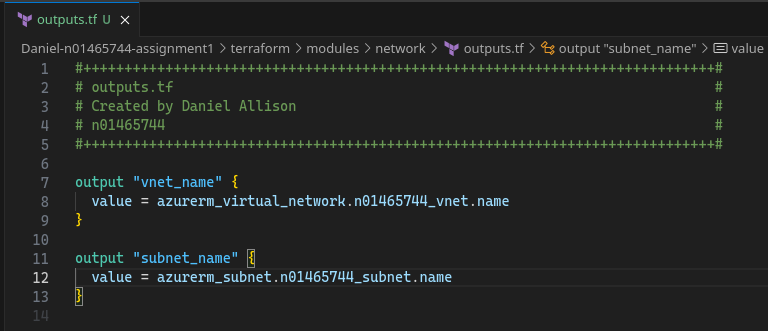 outputs.tf U ×
Daniel-n01465744-assignment1 > terraform > modules > network > outputs.tf > output "subnet_name" > value
1 #+++++++++++++++++++++++++++++++++++++++++++++++++++++++++++++++++++++++++++++#
2 # outputs.tf #
3 # Created by Daniel Allison #
4 # n01465744 #
5 #+++++++++++++++++++++++++++++++++++++++++++++++++++++++++++++++++++++++++++++#
6
7 output "vnet_name" {
8 value = azurerm_virtual_network.n01465744_vnet.name
9 }
10
11 output "subnet_name" {
12 value = azurerm_subnet.n01465744_subnet.name
13 }
14